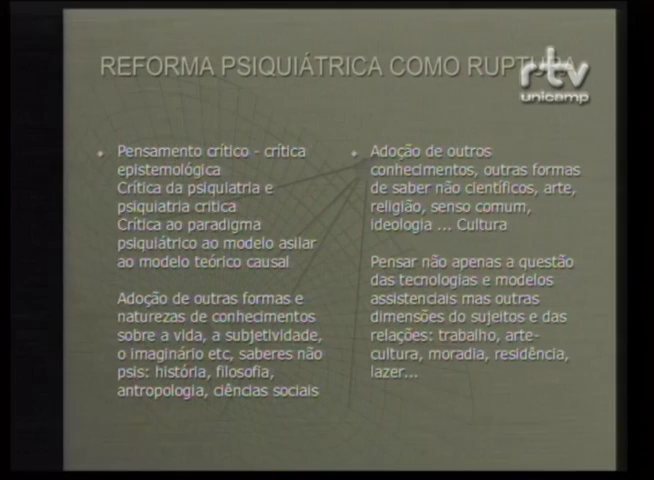 REFORMA PSIQUIÁTRICA COMO RUPTURA
rtv
unicamp
Pensamento crítico - crítica
epistemológica
Crítica da psiquiatria e
psiquiatria critica
Crítica ao paradigma
psiquiátrico ao modelo asilar
ao modelo teórico causal
Adoção de outras formas e
naturezas de conhecimentos
sobre a vida, a subjetividade,
o imaginário etc, saberes não
psis: história, filosofia,
antropologia, ciências sociais
Adoção de outros
conhecimentos, outras formas
de saber não científicos, arte,
religião, senso comum,
ideologia ... Cultura
Pensar não apenas a questão
das tecnologias e modelos
assistenciais mas outras
dimensões do sujeitos e das
relações: trabalho, arte-
cultura, moradia, residência,
lazer...